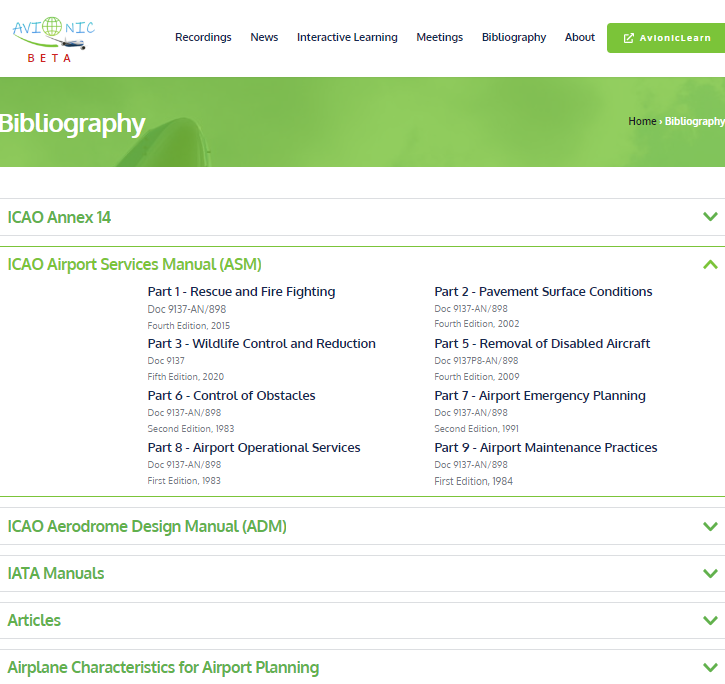 AVIONIC
BETA
Recordings News Interactive Learning Meetings Bibliography About AvionicLearn
Bibliography
Home › Bibliography
ICAO Annex 14
ICAO Airport Services Manual (ASM)
Part 1 - Rescue and Fire Fighting
Doc 9137-AN/898
Fourth Edition, 2015
Part 2 - Pavement Surface Conditions
Doc 9137-AN/898
Fourth Edition, 2002
Part 3 - Wildlife Control and Reduction
Doc 9137
Fifth Edition, 2020
Part 5 - Removal of Disabled Aircraft
Doc 9137P8-AN/898
Fourth Edition, 2009
Part 6 - Control of Obstacles
Doc 9137-AN/898
Second Edition, 1983
Part 7 - Airport Emergency Planning
Doc 9137-AN/898
Second Edition, 1991
Part 8 - Airport Operational Services
Doc 9137-AN/898
First Edition, 1983
Part 9 - Airport Maintenance Practices
Doc 9137-AN/898
First Edition, 1984
ICAO Aerodrome Design Manual (ADM)
IATA Manuals
Articles
Airplane Characteristics for Airport Planning